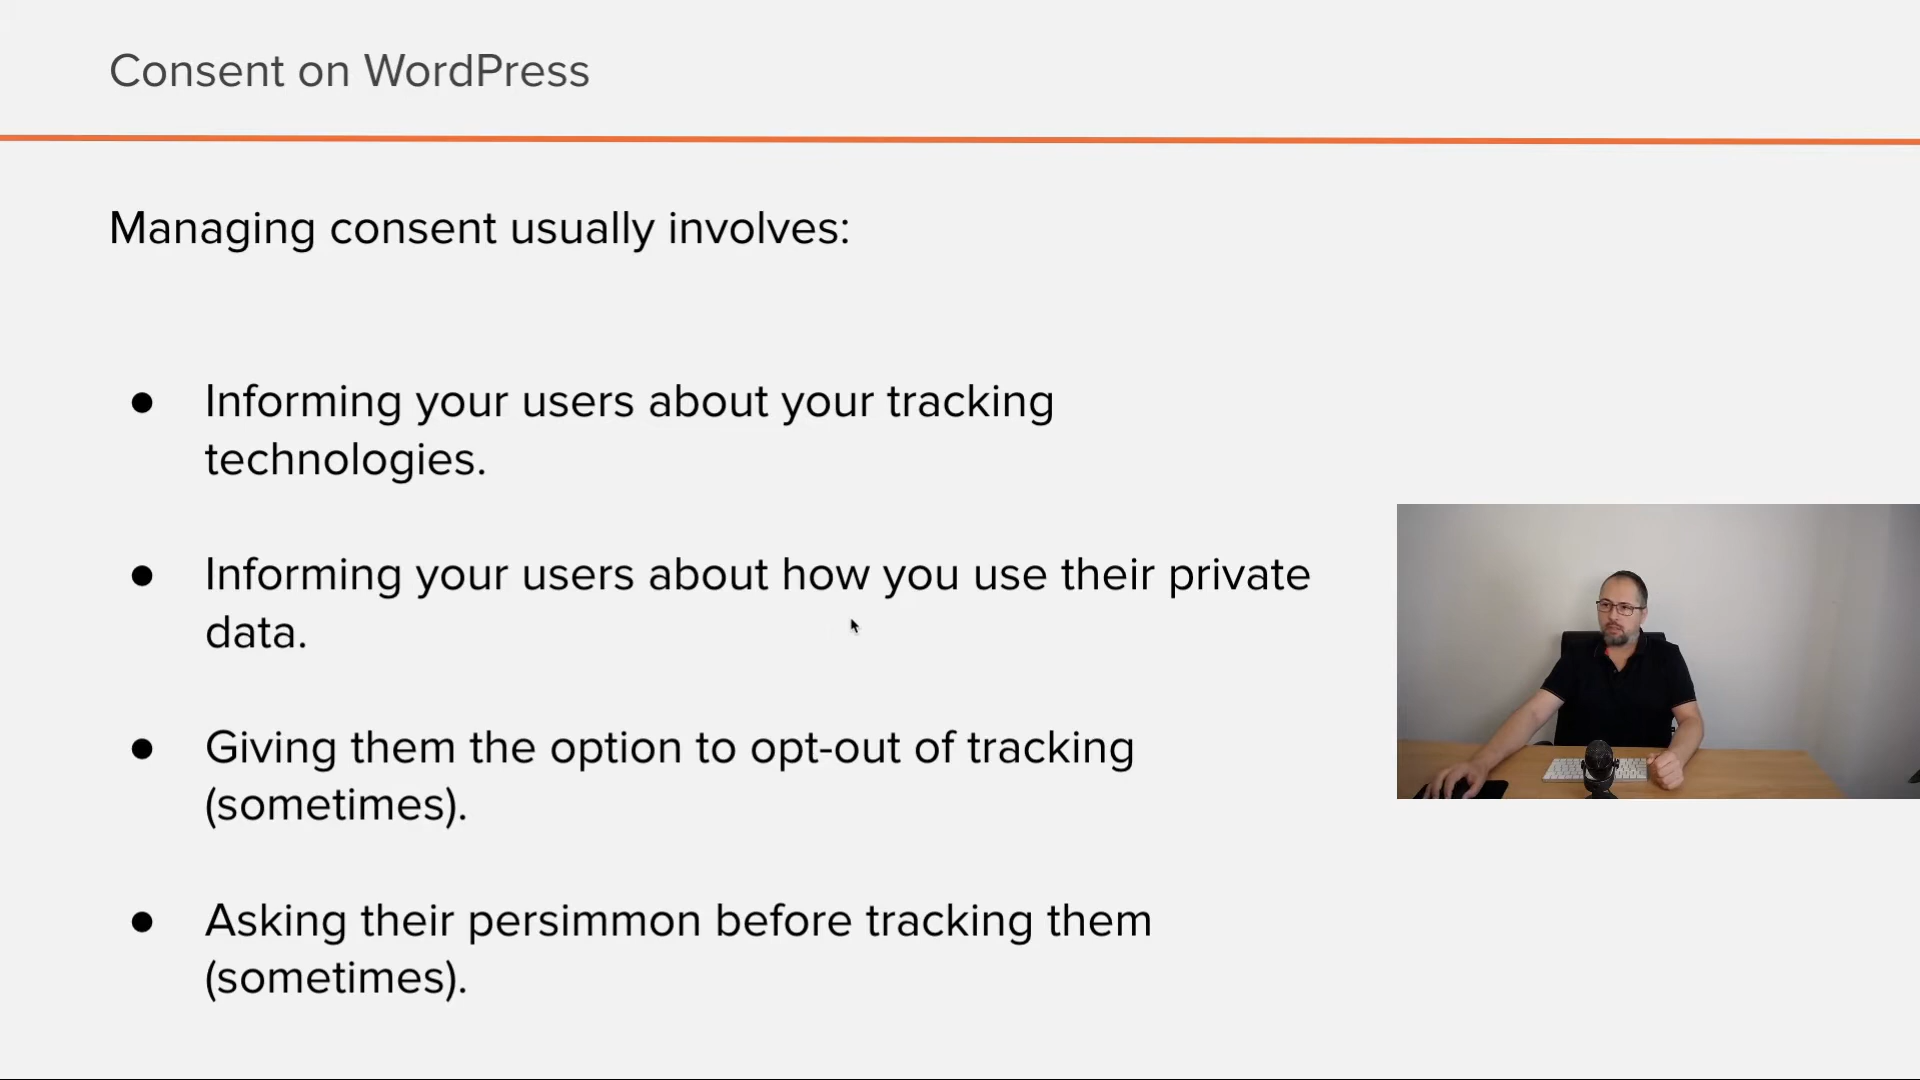 Consent on WordPress
Managing consent usually involves:
● Informing your users about your tracking
technologies.
● Informing your users about how you use their private
data.
● Giving them the option to opt-out of tracking
(sometimes).
● Asking their persimmon before tracking them
(sometimes).